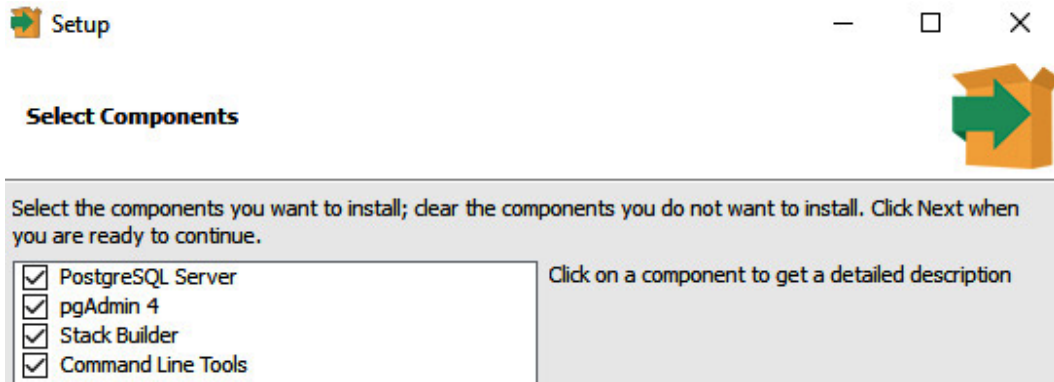 Setup
Select Components
Select the components you want to install; clear the components you do not want to install. Click Next when
you are ready to continue.
PostgreSQL Server
Click on a component to get a detailed description
pgAdmin 4
Stack Builder
Command Line Tools